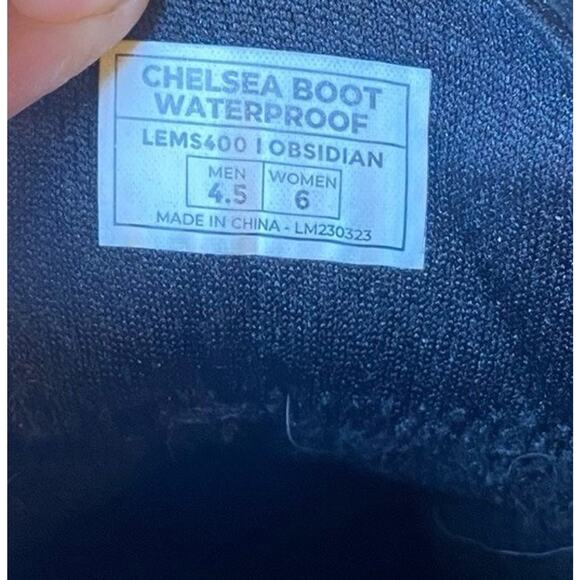 CHELSEA BOOT
WATERPROOF
LEMS400 | OBSIDIAN
MEN WOMEN
4.5 6
MADE IN CHINA - LM230323